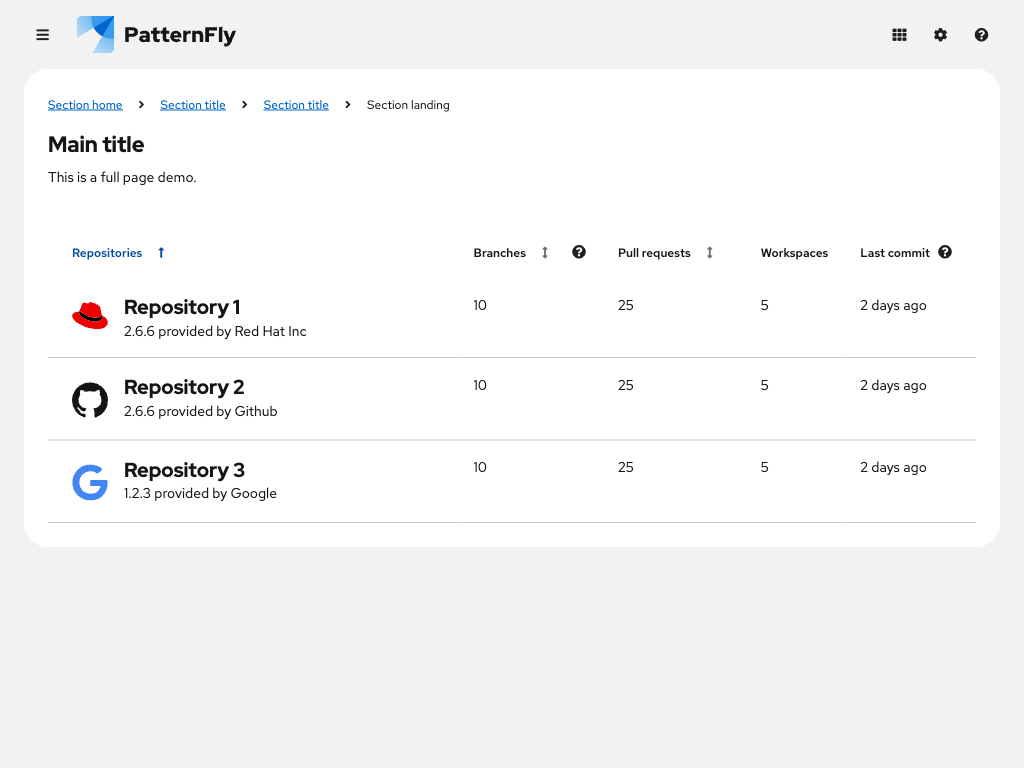 PatternFly
Section home Section title Section title Section landing
Main title
This is a full page demo.
Repositories Branches Pull requests Workspaces Last commit
Repository 1 10 25 5 2 days ago
2.6.6 provided by Red Hat Inc
Repository 2 10 25 5 2 days ago
2.6.6 provided by Github
Repository 3 10 25 5 2 days ago
1.2.3 provided by Google